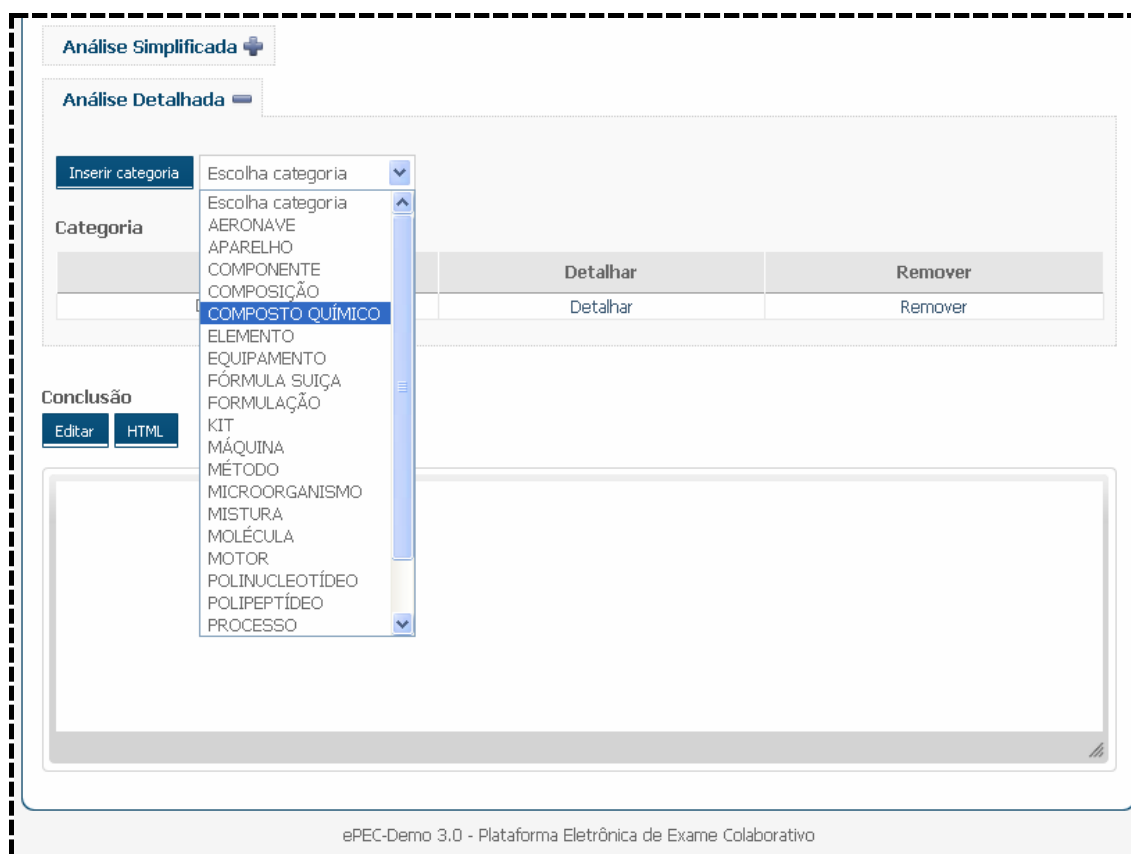 Análise Simplificada
Análise Detalhada
Inserir categoria
Escolha categoria
Escolha categoria
AERONAVE
APARELHO
COMPONENTE
COMPOSIÇÃO
COMPOSTO QUÍMICO
ELEMENTO
EQUIPAMENTO
FÓRMULA SUIÇA
FORMULAÇÃO
KIT
MÁQUINA
MÉTODO
MICROORGANISMO
MISTURA
MOLÉCULA
MOTOR
POLINUCLEOTÍDEO
POLIPEPTÍDEO
PROCESSO
Categoria
Detalhar Remover
Detalhar Remover
Conclusão
Editar HTML
ePEC-Demo 3.0 - Plataforma Eletrônica de Exame Colaborativo